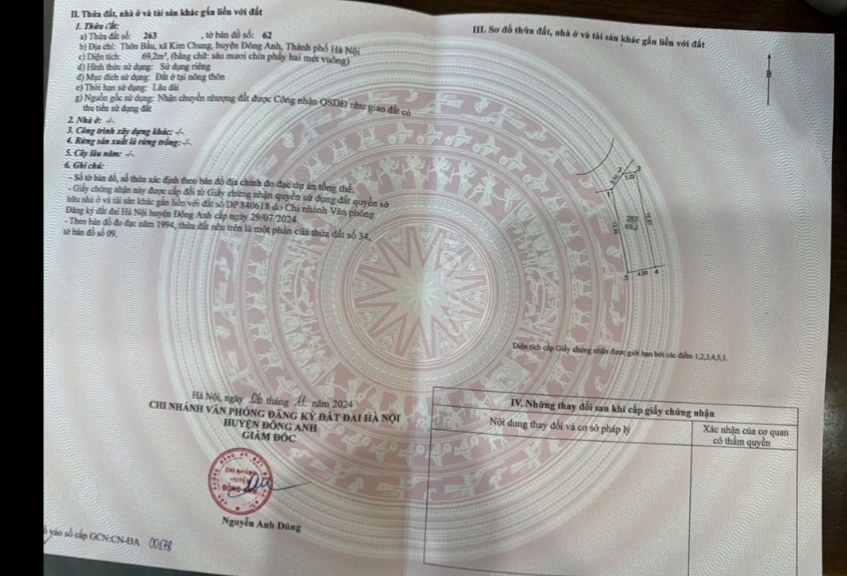 II. Thửa đất, nhà ở và tài sản khác gắn liền với đất
1. Thửa đất:
a) Thửa đất số: 263 , tờ bản đồ số: 62
b) Địa chỉ: Thôn Bầu, xã Kim Chung, huyện Đông Anh, Thành phố Hà Nội
c) Diện tích: 69,2m², (bằng chữ: sáu mươi chín phẩy hai mét vuông)
d) Hình thức sử dụng: Sử dụng riêng
đ) Mục đích sử dụng: Đất ở tại nông thôn
e) Thời hạn sử dụng: Lâu dài
g) Nguồn gốc sử dụng: Nhận chuyển nhượng đất được Công nhận QSDĐ như giao đất có
thu tiền sử dụng đất
2. Nhà ở: -/-
3. Công trình xây dựng khác: -/-
4. Rừng sản xuất là rừng trồng: -/-
5. Cây lâu năm: -/-
6. Ghi chú:
- Số tờ bản đồ, số thửa xác định theo bản đồ địa chính đo đạc dự án tổng thể.
- Giấy chứng nhận này được cấp đổi từ Giấy chứng nhận quyền sử dụng đất quyền sở
hữu nhà ở và tài sản khác gắn liền với đất số DP 840618 do Chi nhánh Văn phòng
Đăng ký đất đai Hà Nội huyện Đông Anh cấp ngày 29/07/2024.
- Theo bản đồ đo đạc năm 1994, thửa đất nêu trên là một phần của thửa đất số 34,
tờ bản đồ số 09.
Hà Nội, ngày 06 tháng 11 năm 2024
CHI NHÁNH VĂN PHÒNG ĐĂNG KÝ ĐẤT ĐAI HÀ NỘI
HUYỆN ĐÔNG ANH
GIÁM ĐỐC
Nguyễn Anh Dũng
vào sổ cấp GCN:CN-ĐA 00678
III. Sơ đồ thửa đất, nhà ở và tài sản khác gắn liền với đất
B
2 3
1
263
69,2
5 4
Diện tích cấp Giấy chứng nhận được giới hạn bởi các điểm 1,2,3,4,5,1.
IV. Những thay đổi sau khi cấp giấy chứng nhận
Nội dung thay đổi và cơ sở pháp lý
Xác nhận của cơ quan
có thẩm quyền